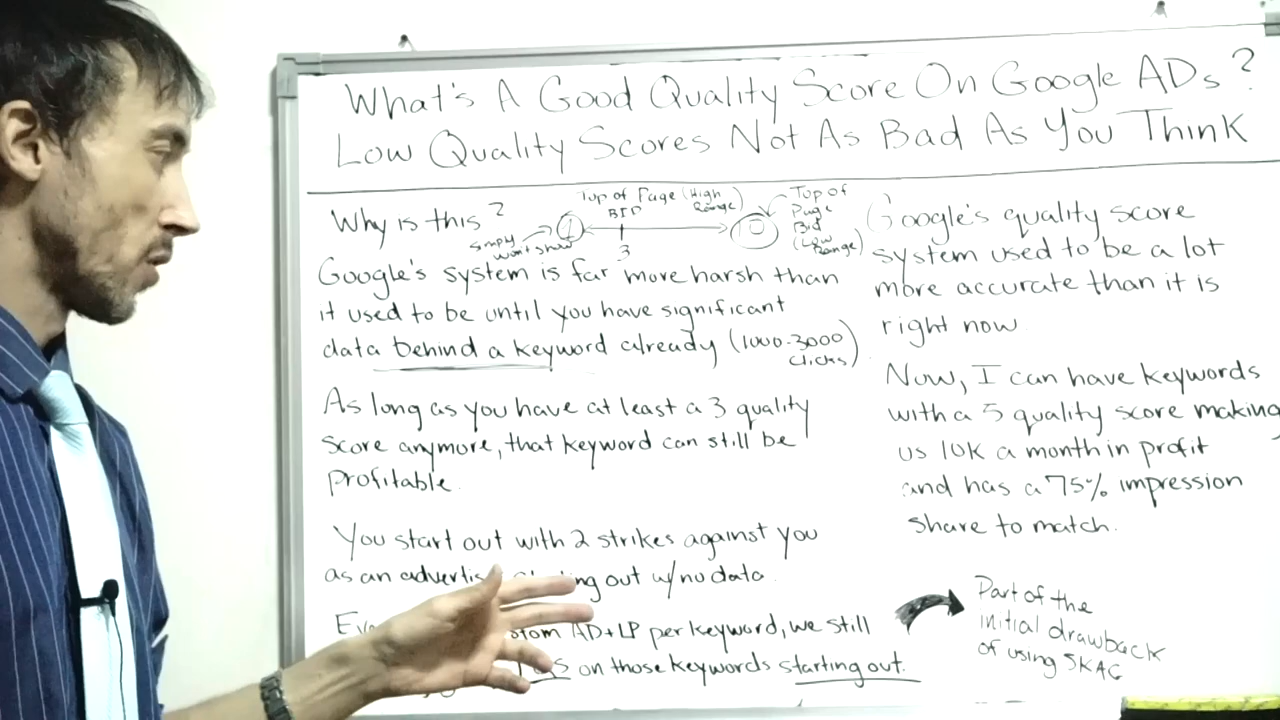 What's A Good Quality Score On Google ADs?
Low Quality Scores Not As Bad As You Think
Why is this?
Top of Page (High Range)
BID
1
10
3
Top of
Page
Bid
(Low
Range)
Google's system is far more harsh than
it used to be until you have significant
data behind a keyword already (1000-3000
clicks)
As long as you have at least a 3 quality
score anymore, that keyword can still be
profitable.
You start out with 2 strikes against you
as an out w/no data.
AD+LP per keyword, we still
on those keywords starting out.
Google's quality score
system used to be a lot
more accurate than it is
right now.
Now, I can have keywords
with a 5 quality score making
us 10K a month in profit
and has a 75% impression
share to match.
Part of the
initial drawback
of using SKAG